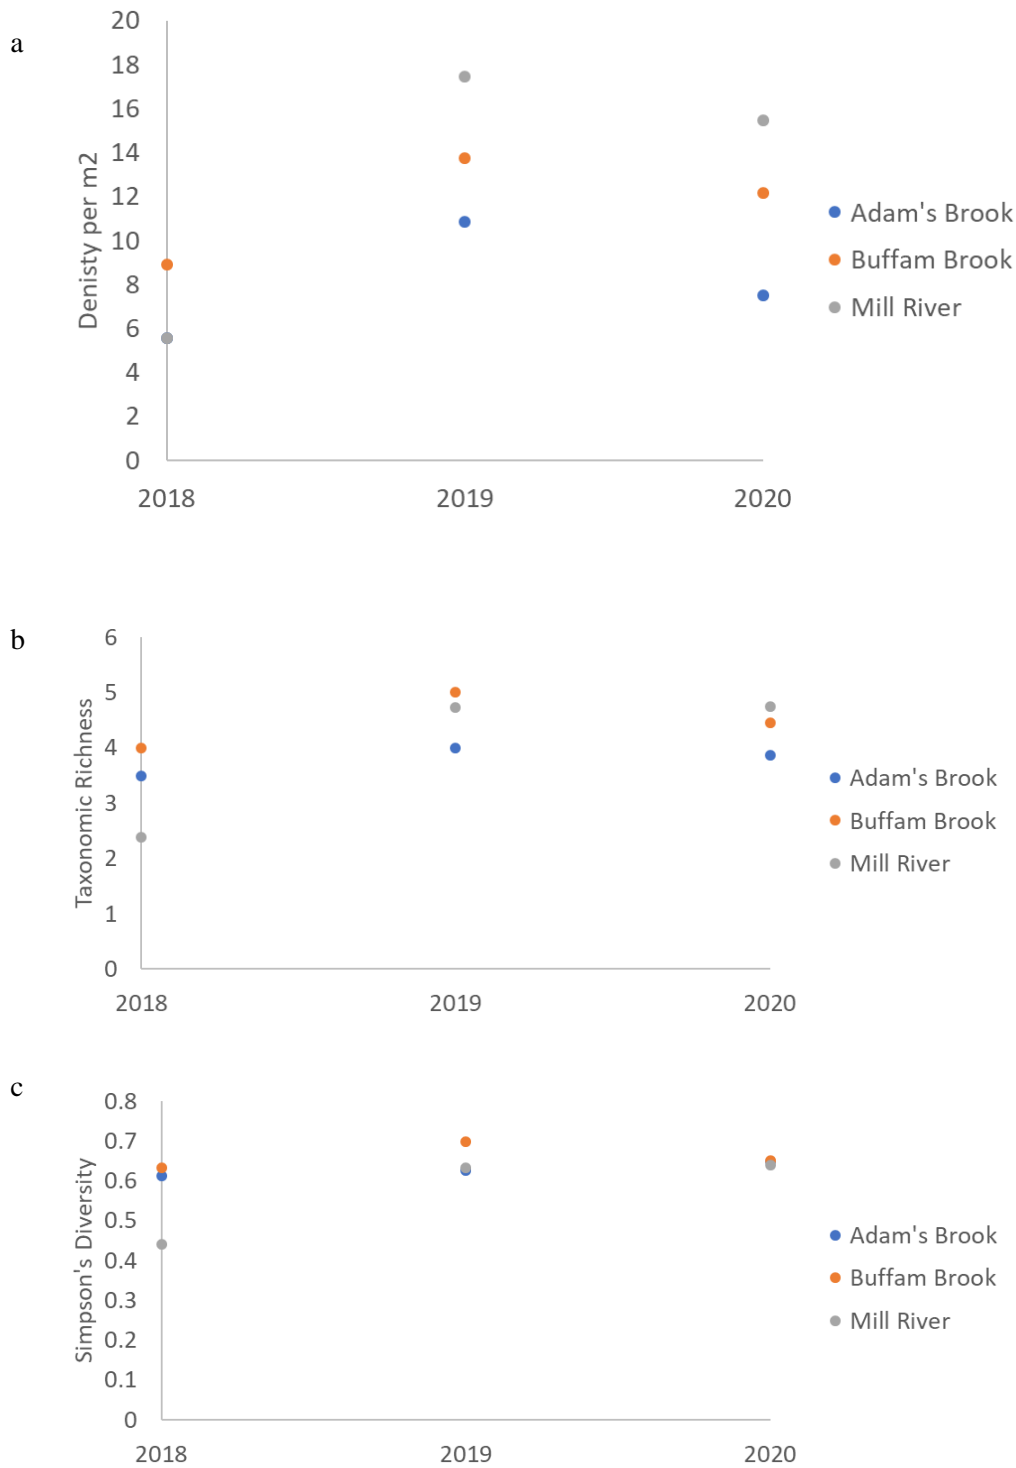 a
20
18
16
14
12
10
8
6
4
2
0
Denisty per m2
2018 2019 2020
Adam's Brook
Buffam Brook
Mill River
b
6
5
4
3
2
1
0
Taxonomic Richness
2018 2019 2020
Adam's Brook
Buffam Brook
Mill River
c
0.8
0.7
0.6
0.5
0.4
0.3
0.2
0.1
0
Simpson's Diversity
2018 2019 2020
Adam's Brook
Buffam Brook
Mill River